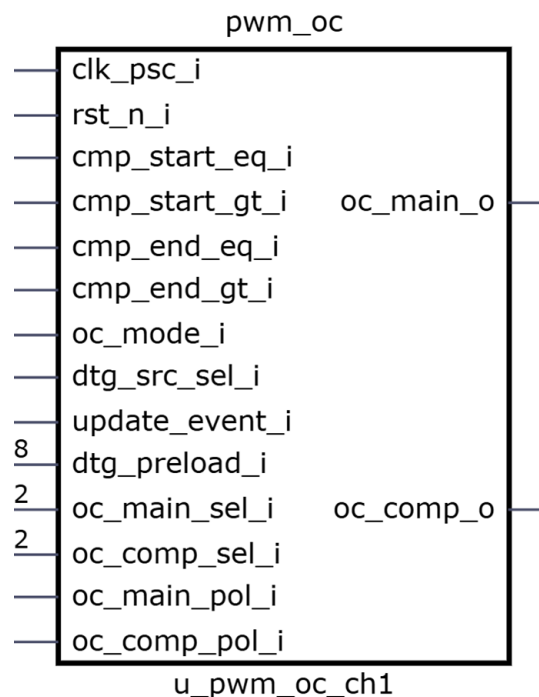 pwm_oc
clk_psc_i
rst_n_i
cmp_start_eq_i
cmp_start_gt_i oc_main_o
cmp_end_eq_i
cmp_end_gt_i
oc_mode_i
dtg_src_sel_i
update_event_i
8 dtg_preload_i
2 oc_main_sel_i oc_comp_o
2 oc_comp_sel_i
oc_main_pol_i
oc_comp_pol_i
u_pwm_oc_ch1